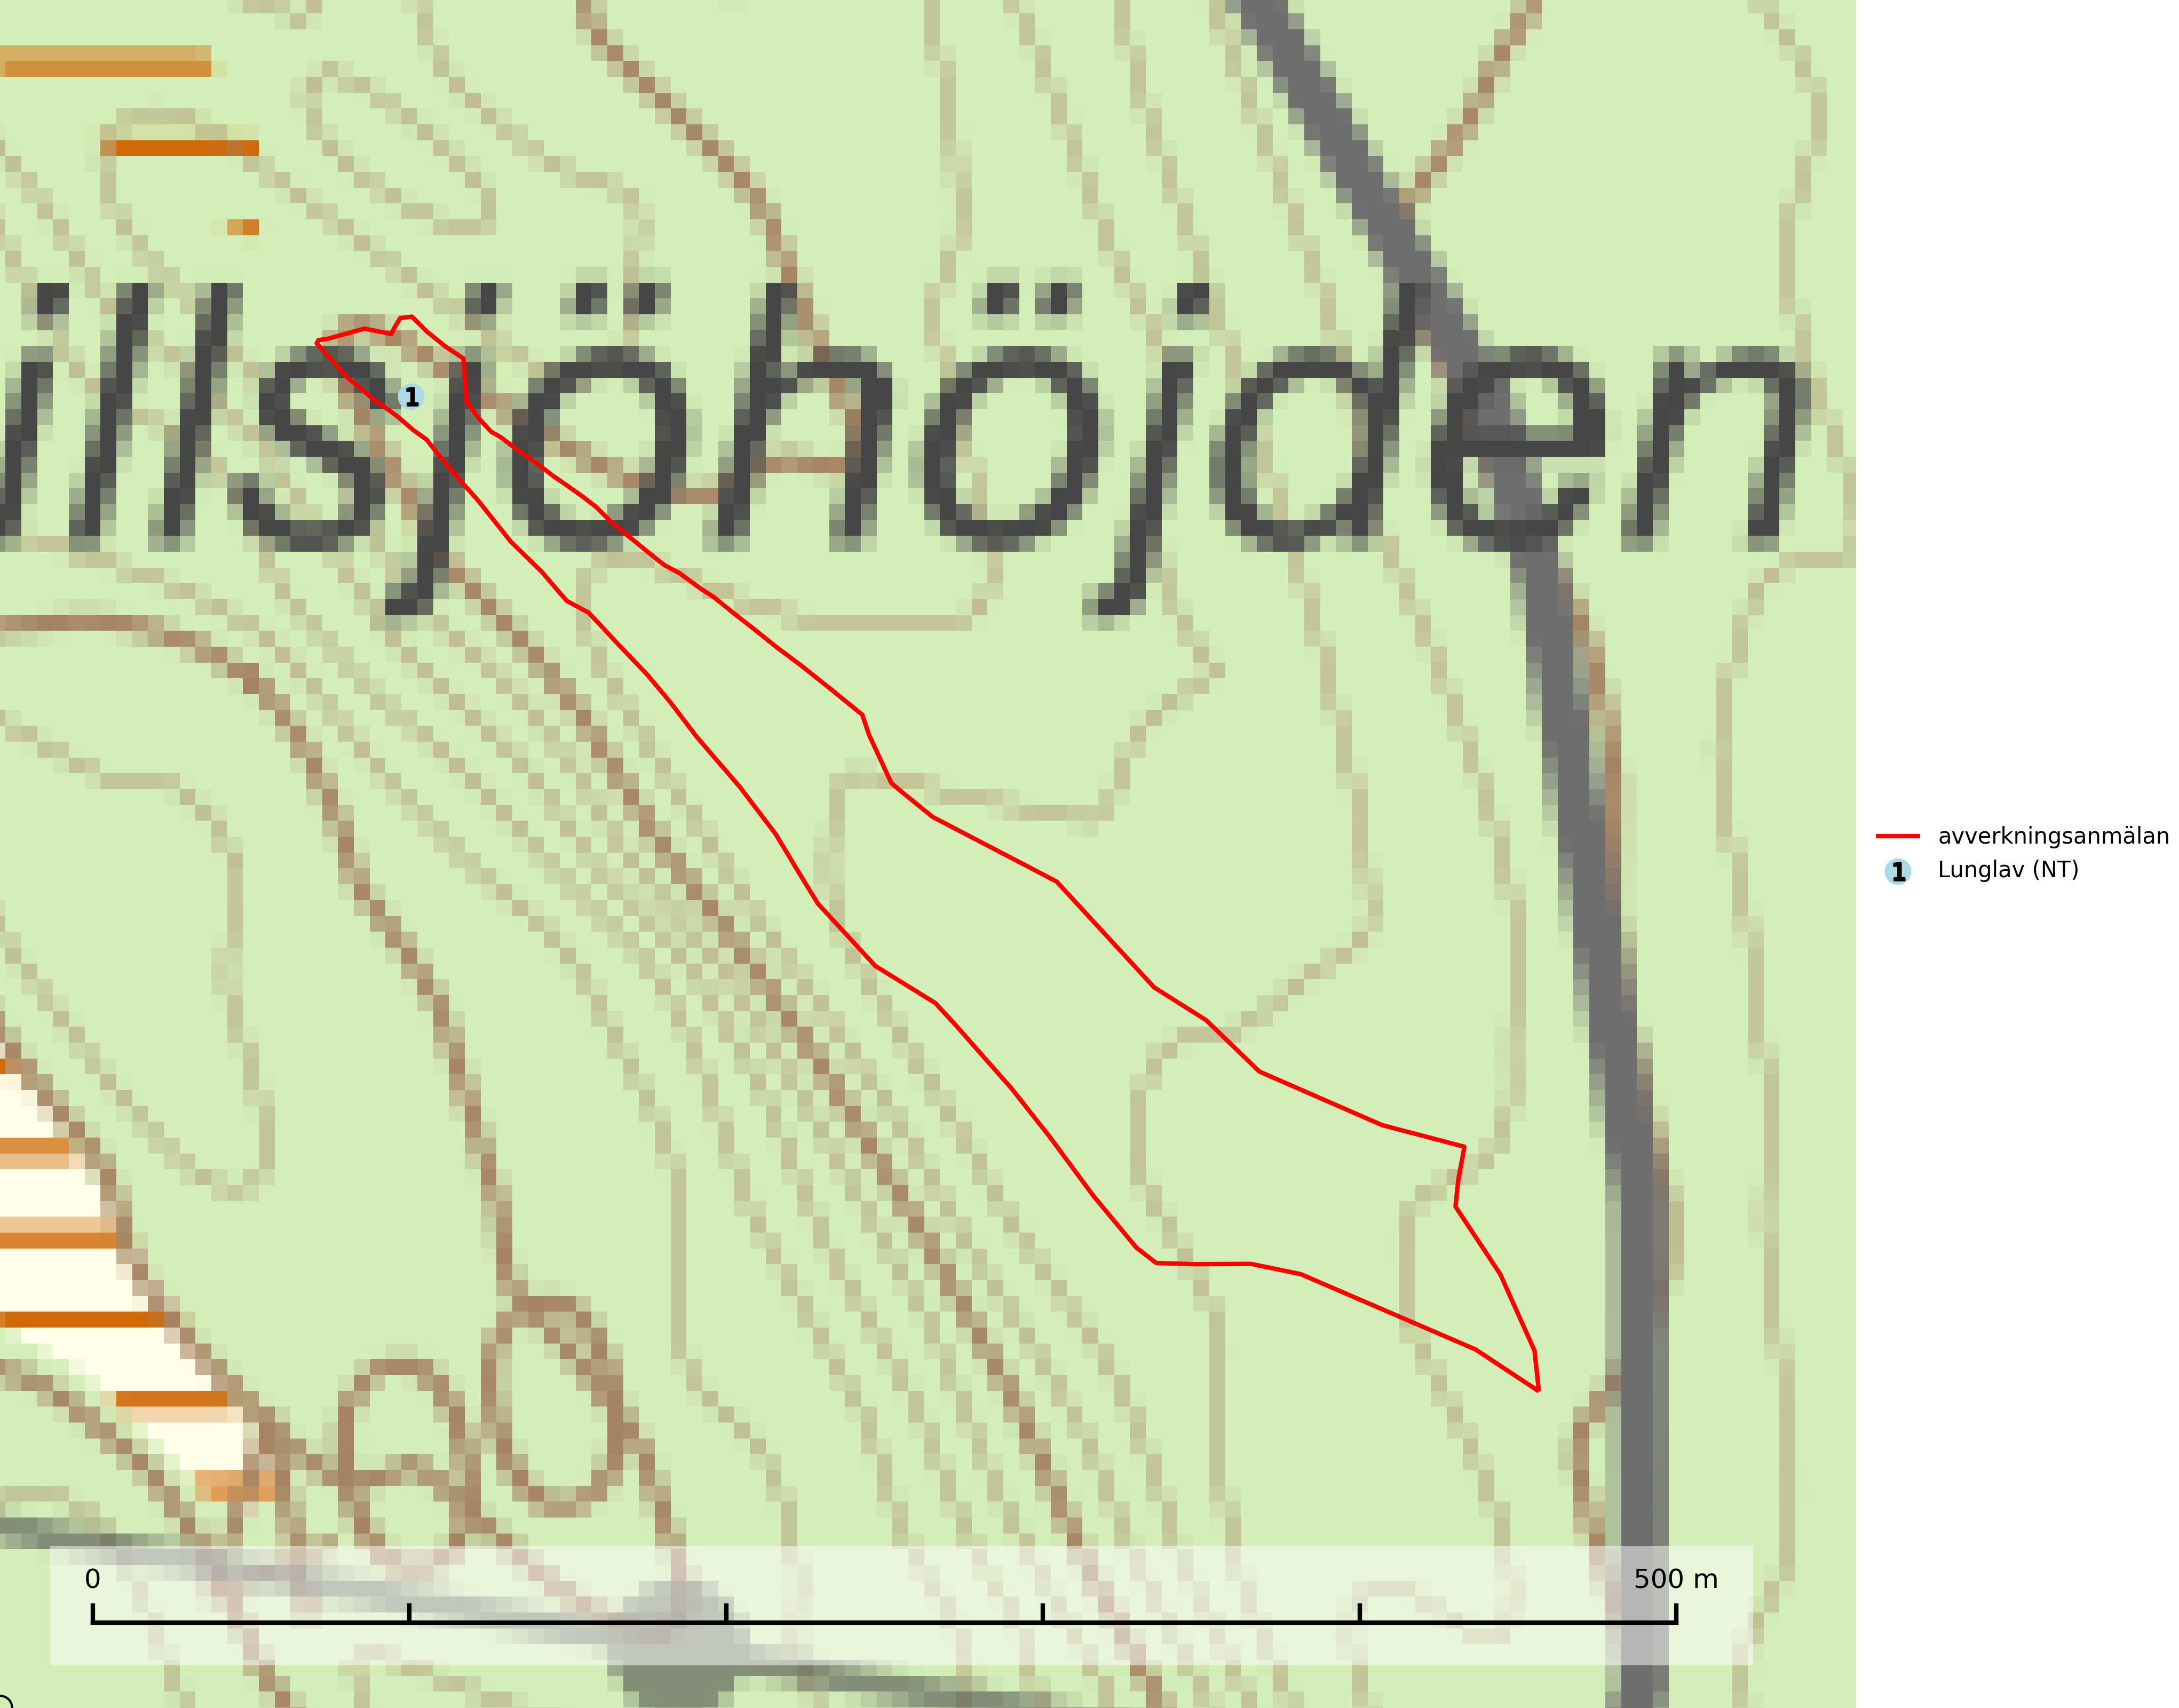 illsjöhöjden
1
avverkningsanmälan
1 Lunglav (NT)
0 500 m